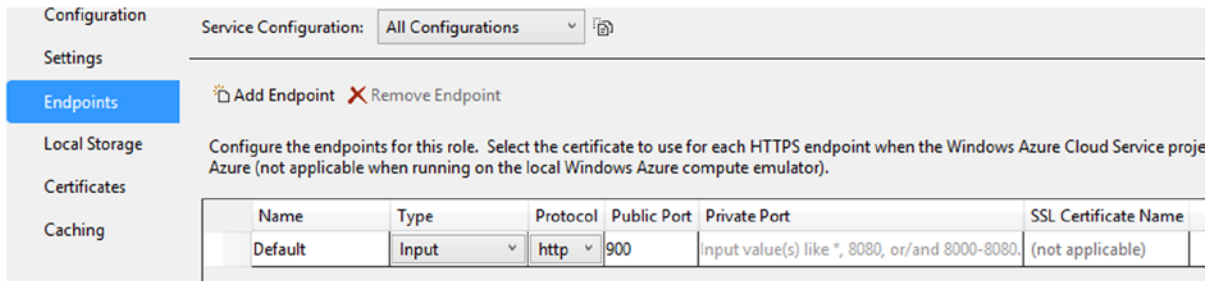 Configuration
Settings
Endpoints
Local Storage
Certificates
Caching
Service Configuration: All Configurations
Add Endpoint Remove Endpoint
Configure the endpoints for this role. Select the certificate to use for each HTTPS endpoint when the Windows Azure Cloud Service proje
Azure (not applicable when running on the local Windows Azure compute emulator).
Name Type Protocol Public Port Private Port SSL Certificate Name
Default Input http 900 Input value(s) like *, 8080, or/and 8000-8080. (not applicable)